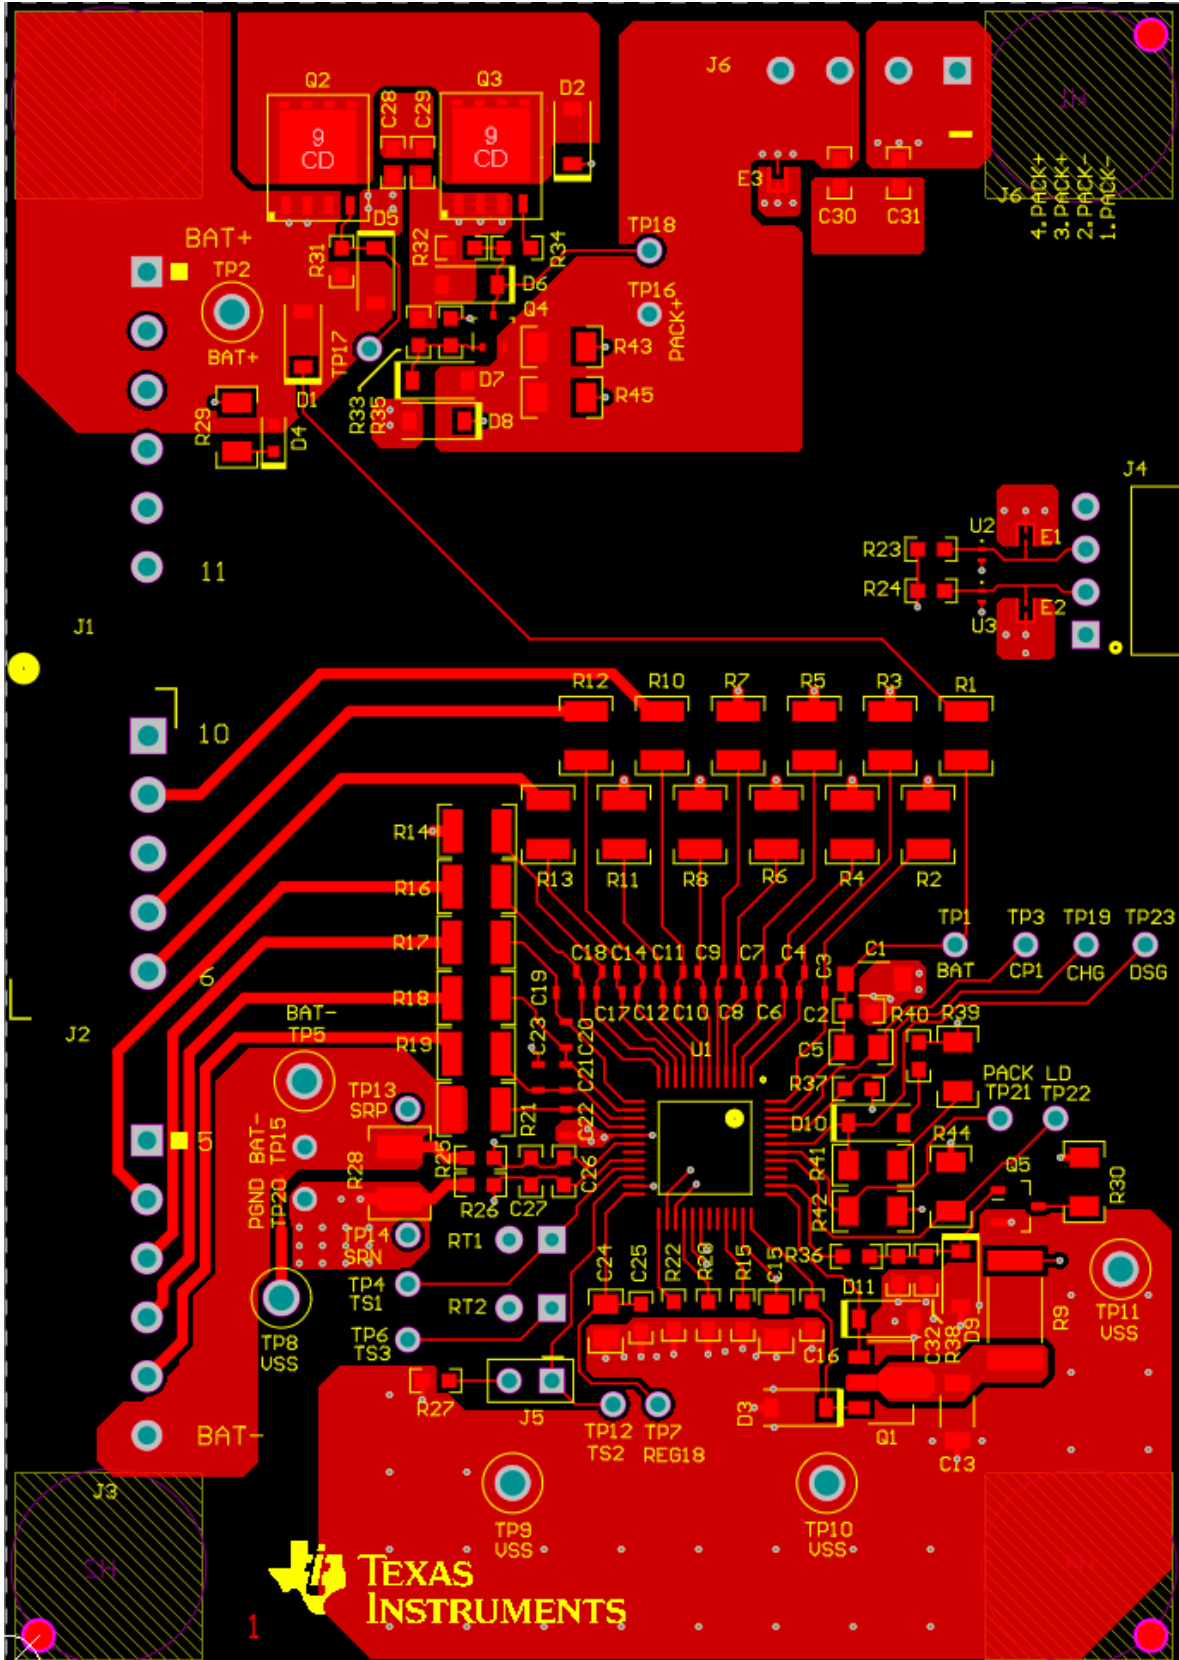 Q2
C28
C29
Q3
D2
J6
9
CD
9
CD
E3
C30
C31
J6
4.PACK+
3.PACK+
2.PACK-
1.PACK-
D5
BAT+
TP2
R31
R32
R34
TP18
D6
TP16
PACK+
Q4
BAT+
TP17
R43
D7
D1
R33
R35
R45
R29
D4
D8
J4
U2
E1
R23
11
R24
U3
E2
J1
R12
R10
R7
R5
R3
R1
10
R14
R13
R11
R8
R6
R4
R2
R16
TP1
TP3
TP19
TP23
R17
C18
C14
C11
C9
C7
C4
C3
C1
BAT
CP1
CHG
DSG
6
C19
R18
C17
C12
C10
C8
C6
C2
R40
R39
BAT-
TP5
J2
R19
C23
C20
U1
C5
TP13
SRP
C21
R37
PACK
LD
TP21
TP22
R21
C22
D10
5
BAT-
TP15
R28
R25
R41
R44
PGND
TP20
C26
Q5
R30
R26
C27
R42
TP14
SRN
RT1
R36
TP4
TS1
C24
C25
R22
R20
R15
C15
D11
RT2
TP8
VSS
TP6
TS3
C16
C32
R38
D9
R9
TP11
VSS
R27
J5
D3
BAT-
TP12
TS2
TP7
REG18
Q1
C13
J3
TP9
VSS
TP10
VSS
TEXAS
INSTRUMENTS
1